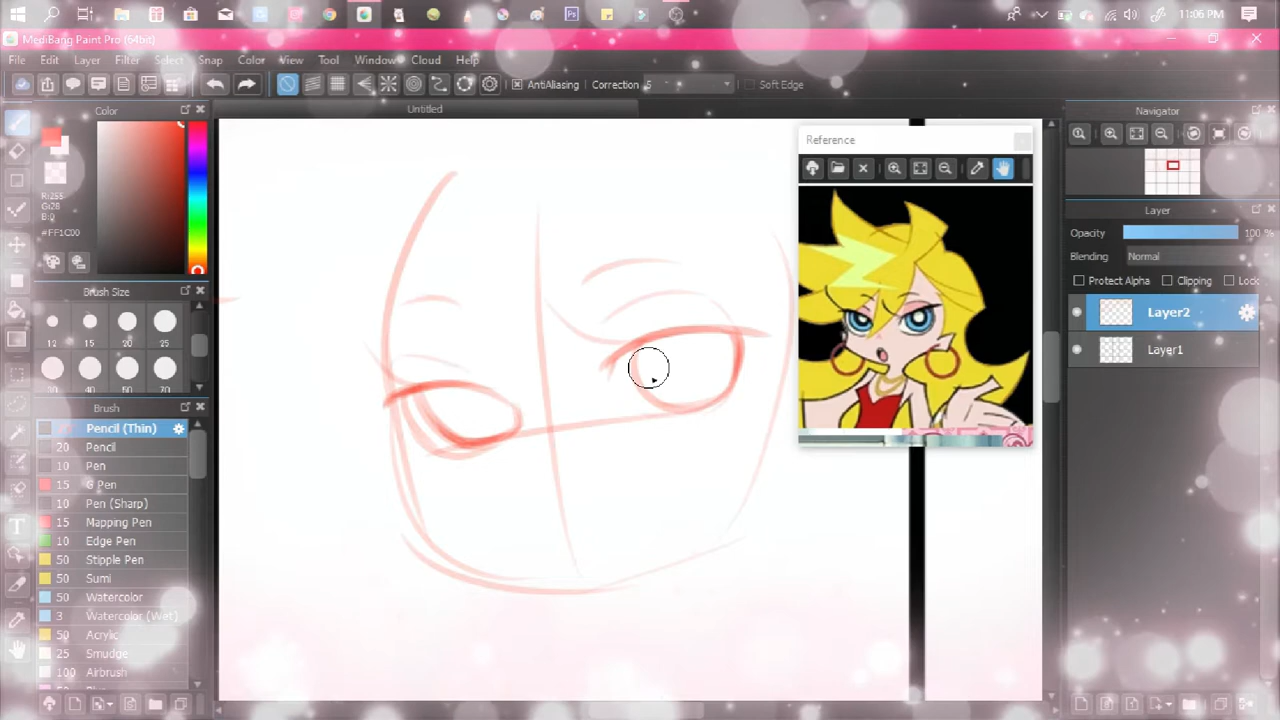 11:06 PM
MediBang Paint Pro (64bit)
File Edit Layer Filter Select Snap Color View Tool Window Cloud Help
AntiAliasing Correction 5 Soft Edge
Untitled
Color
R:255
G:28
B:0
#FF1C00
Brush Size
12 15 20 25
30 40 50 70
Brush
Pencil (Thin)
20 Pencil
10 Pen
15 G Pen
10 Pen (Sharp)
15 Mapping Pen
10 Edge Pen
50 Stipple Pen
50 Sumi
50 Watercolor
3 Watercolor (Wet)
50 Acrylic
25 Smudge
100 Airbrush
Reference
Navigator
Layer
Opacity 100 %
Blending Normal
Protect Alpha Clipping Lock
Layer2
Layer1